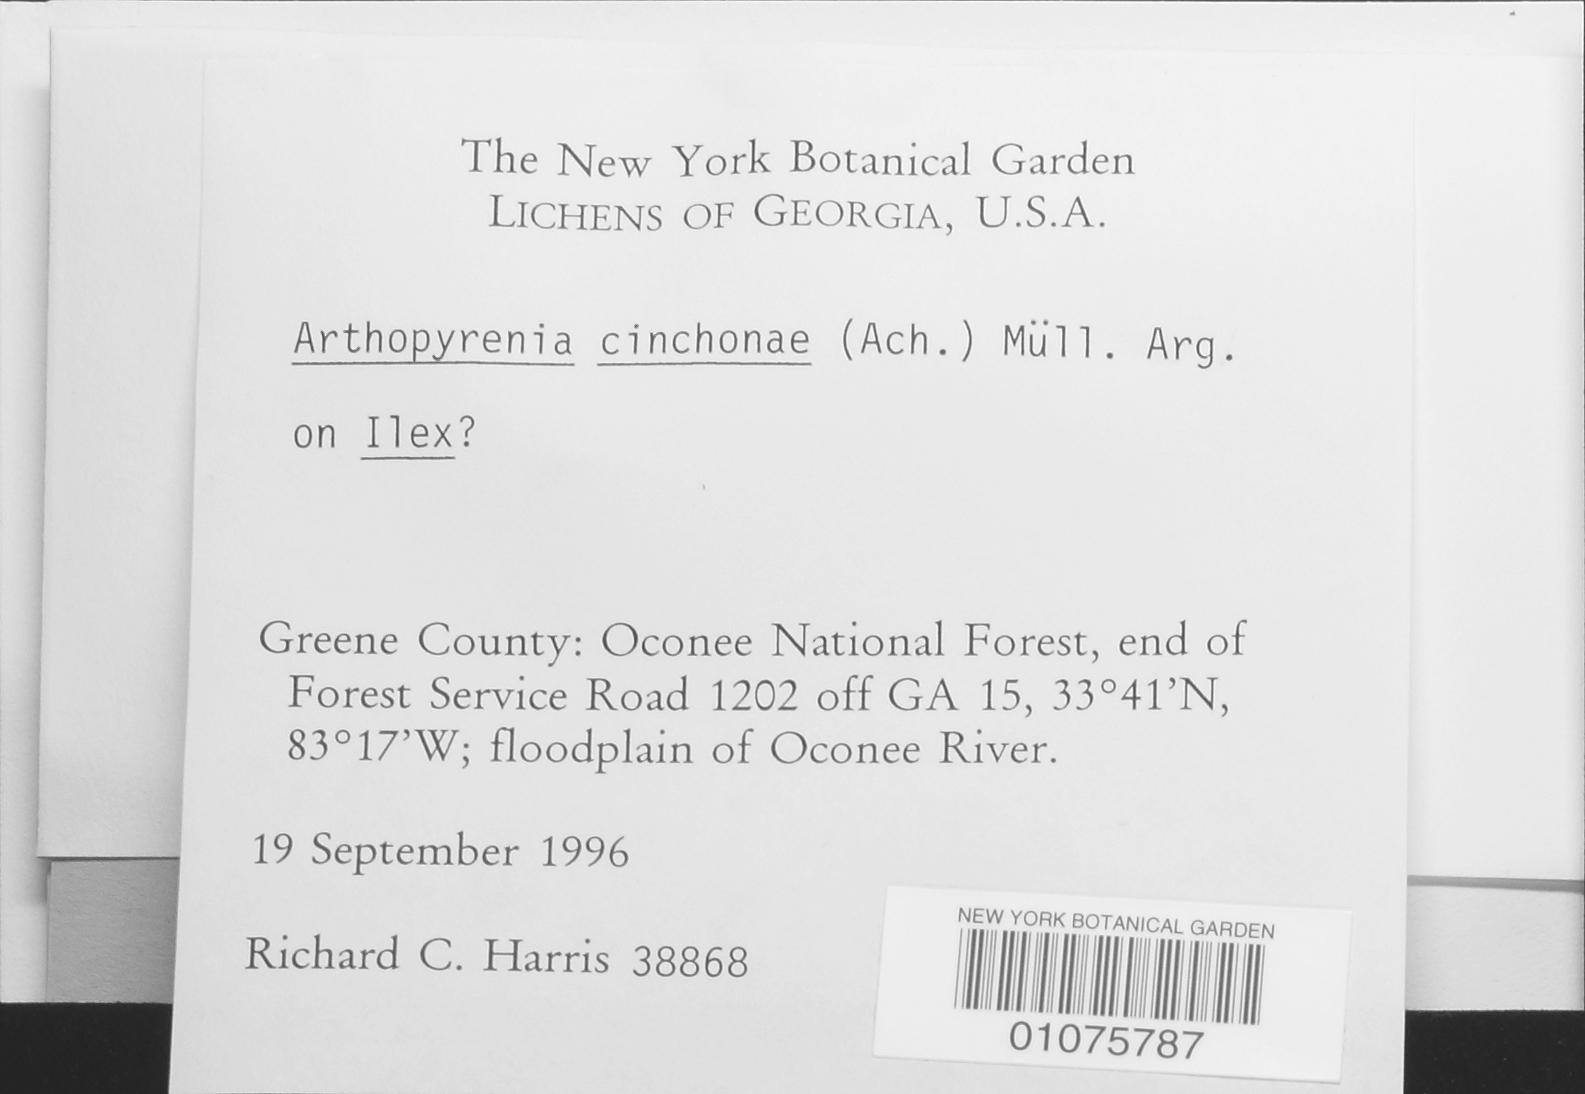 The New York Botanical Garden
LICHENS OF GEORGIA, U.S.A.
Arthopyrenia cinchonae (Ach.) Müll. Arg.
on Ilex?
Greene County: Oconee National Forest, end of
Forest Service Road 1202 off GA 15, 33°41’N,
83°17’W; floodplain of Oconee River.
19 September 1996
Richard C. Harris 38868
NEW YORK BOTANICAL GARDEN
01075787